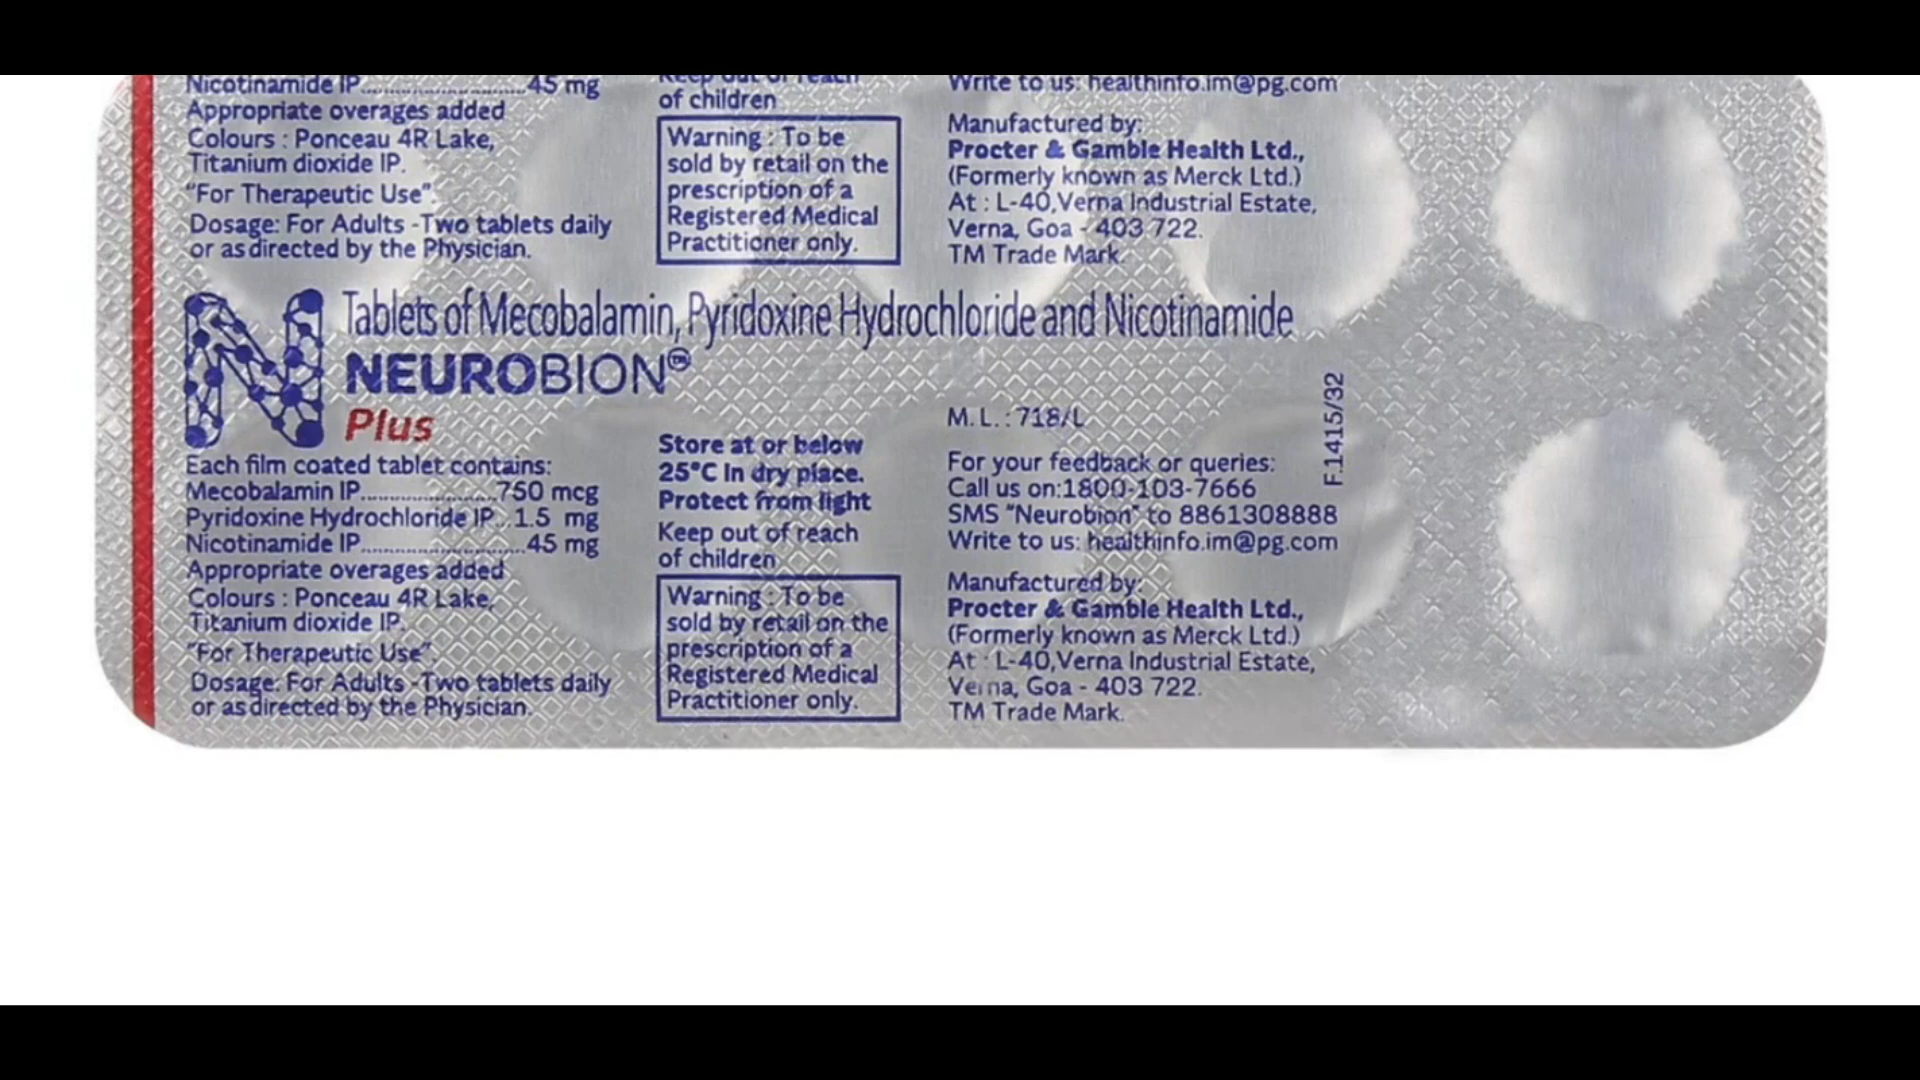 Nicotinamide IP..............................45 mg
Appropriate overages added
Colours : Ponceau 4R Lake,
Titanium dioxide IP.
"For Therapeutic Use".
Dosage: For Adults -Two tablets daily
or as directed by the Physician.
Keep out of reach
of children
Warning : To be
sold by retail on the
prescription of a
Registered Medical
Practitioner only.
Write to us: healthinfo.im@pg.com
Manufactured by:
Procter & Gamble Health Ltd.,
(Formerly known as Merck Ltd.)
At : L-40,Verna Industrial Estate,
Verna, Goa - 403 722.
TM Trade Mark.
Tablets of Mecobalamin, Pyridoxine Hydrochloride and Nicotinamide
NEUROBION™
Plus
Each film coated tablet contains:
Mecobalamin IP.........................750 mcg
Pyridoxine Hydrochloride IP...1.5 mg
Nicotinamide IP..............................45 mg
Appropriate overages added
Colours : Ponceau 4R Lake,
Titanium dioxide IP.
"For Therapeutic Use".
Dosage: For Adults -Two tablets daily
or as directed by the Physician.
Store at or below
25°C In dry place.
Protect from light
Keep out of reach
of children
Warning : To be
sold by retail on the
prescription of a
Registered Medical
Practitioner only.
M.L. : 718/L
For your feedback or queries:
Call us on:1800-103-7666
SMS "Neurobion" to 8861308888
Write to us: healthinfo.im@pg.com
Manufactured by:
Procter & Gamble Health Ltd.,
(Formerly known as Merck Ltd.)
At : L-40,Verna Industrial Estate,
Verna, Goa - 403 722.
TM Trade Mark.
F.1415/32